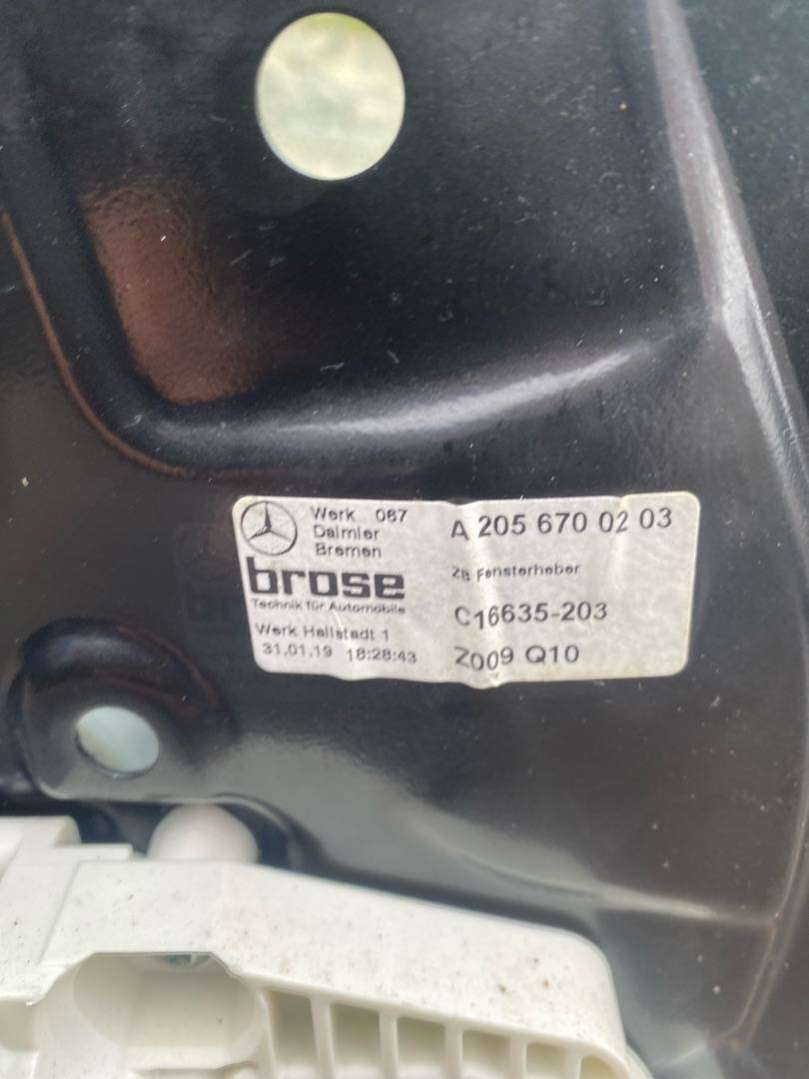 Werk 067
Daimler
Bremen
brose
Technik für Automobile
Werk Hallstadt 1
31.01.19 18:28:43
A 205 670 02 03
ZB Fensterheber
C16635-203
Z009 Q10